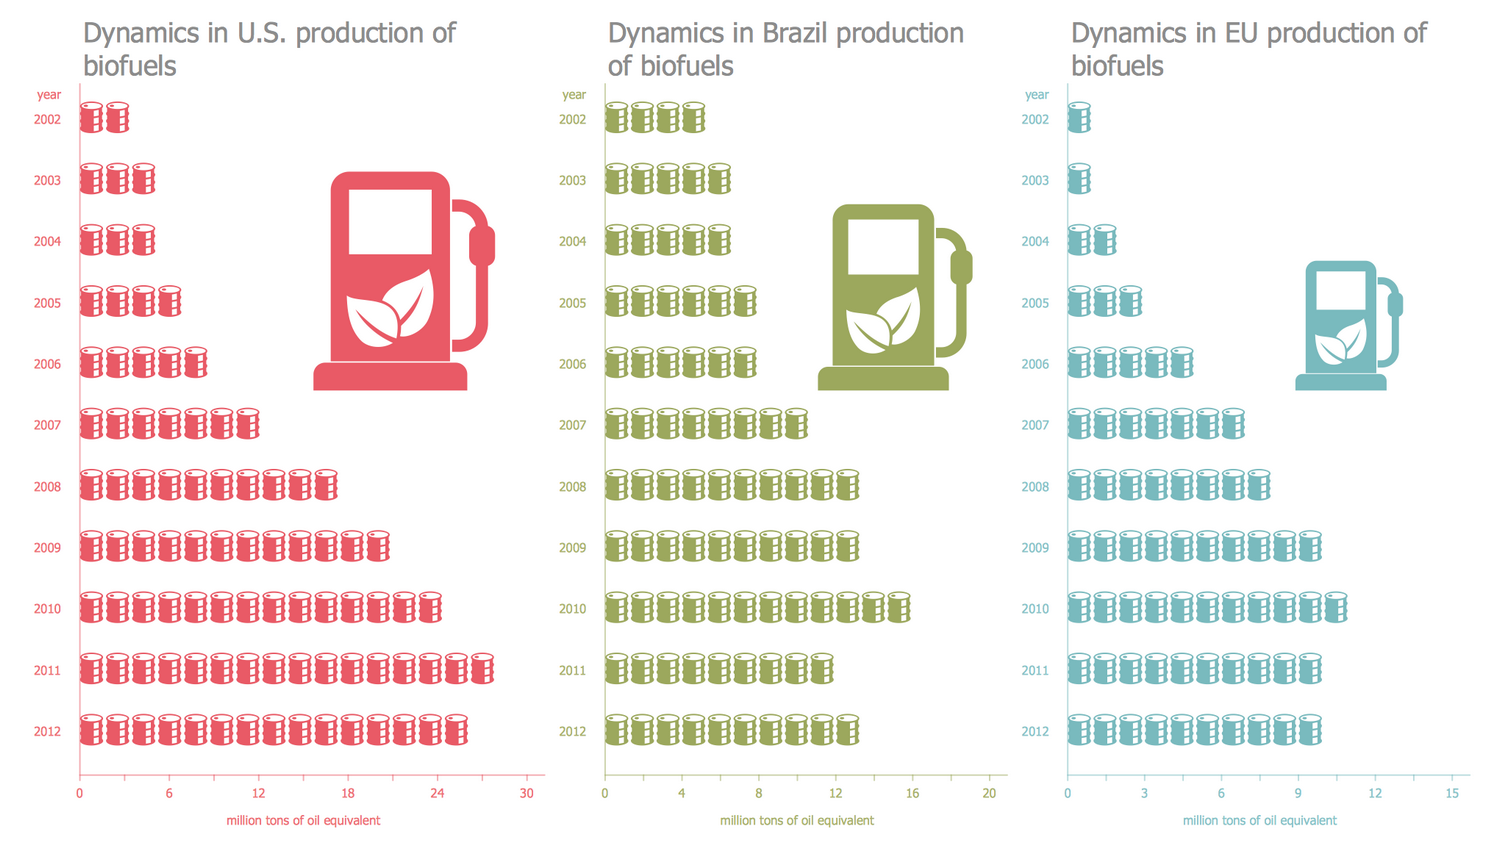 Dynamics in U.S. production of
biofuels
year
2002
2003
2004
2005
2006
2007
2008
2009
2010
2011
2012
0 6 12 18 24 30
million tons of oil equivalent
Dynamics in Brazil production
of biofuels
year
2002
2003
2004
2005
2006
2007
2008
2009
2010
2011
2012
0 4 8 12 16 20
million tons of oil equivalent
Dynamics in EU production of
biofuels
year
2002
2003
2004
2005
2006
2007
2008
2009
2010
2011
2012
0 3 6 9 12 15
million tons of oil equivalent